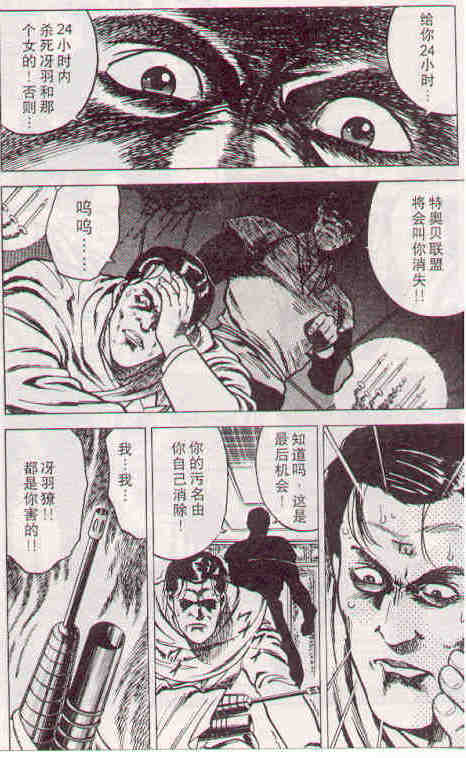 给你24小时…
24小时内
杀死冴羽和那
个女的！否则…
特奥贝联盟
将会叫你消失!!
呜呜……
知道吗，这是
最后机会！
你的污名由
你自己消除！
我…我…
冴羽獠!!
都是你害的!!